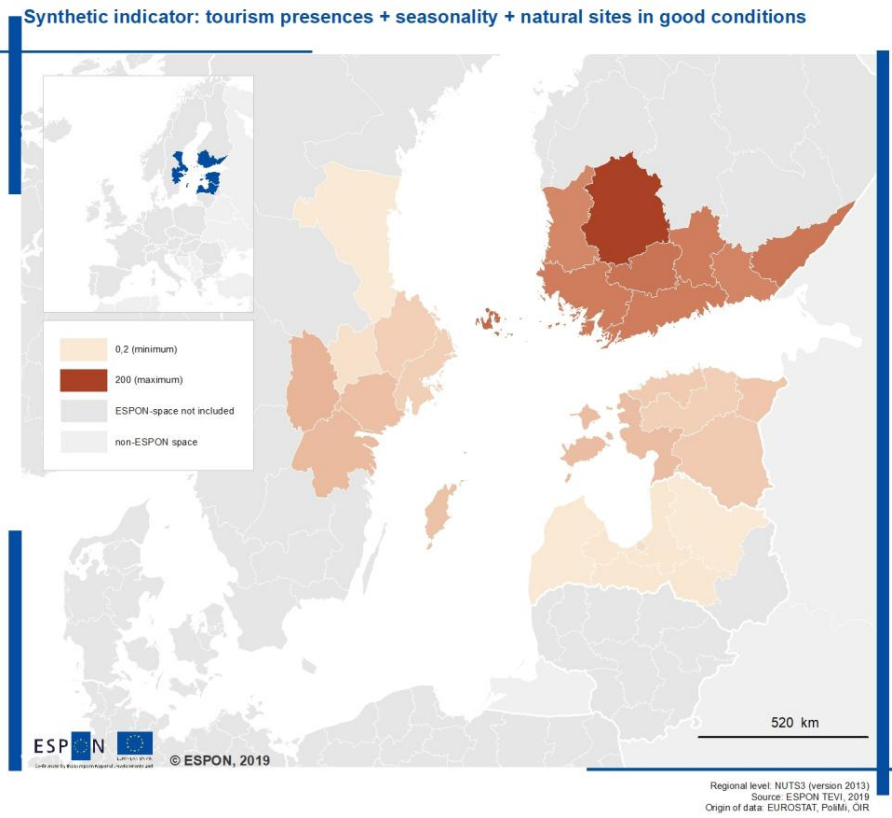 Synthetic indicator: tourism presences + seasonality + natural sites in good conditions
0,2 (minimum)
200 (maximum)
ESPON-space not included
non-ESPON space
520 km
ESPON
© ESPON, 2019
Regional level: NUTS3 (version 2013)
Source: ESPON TEVI, 2019
Origin of data: EUROSTAT, PoliMi, ÖIR